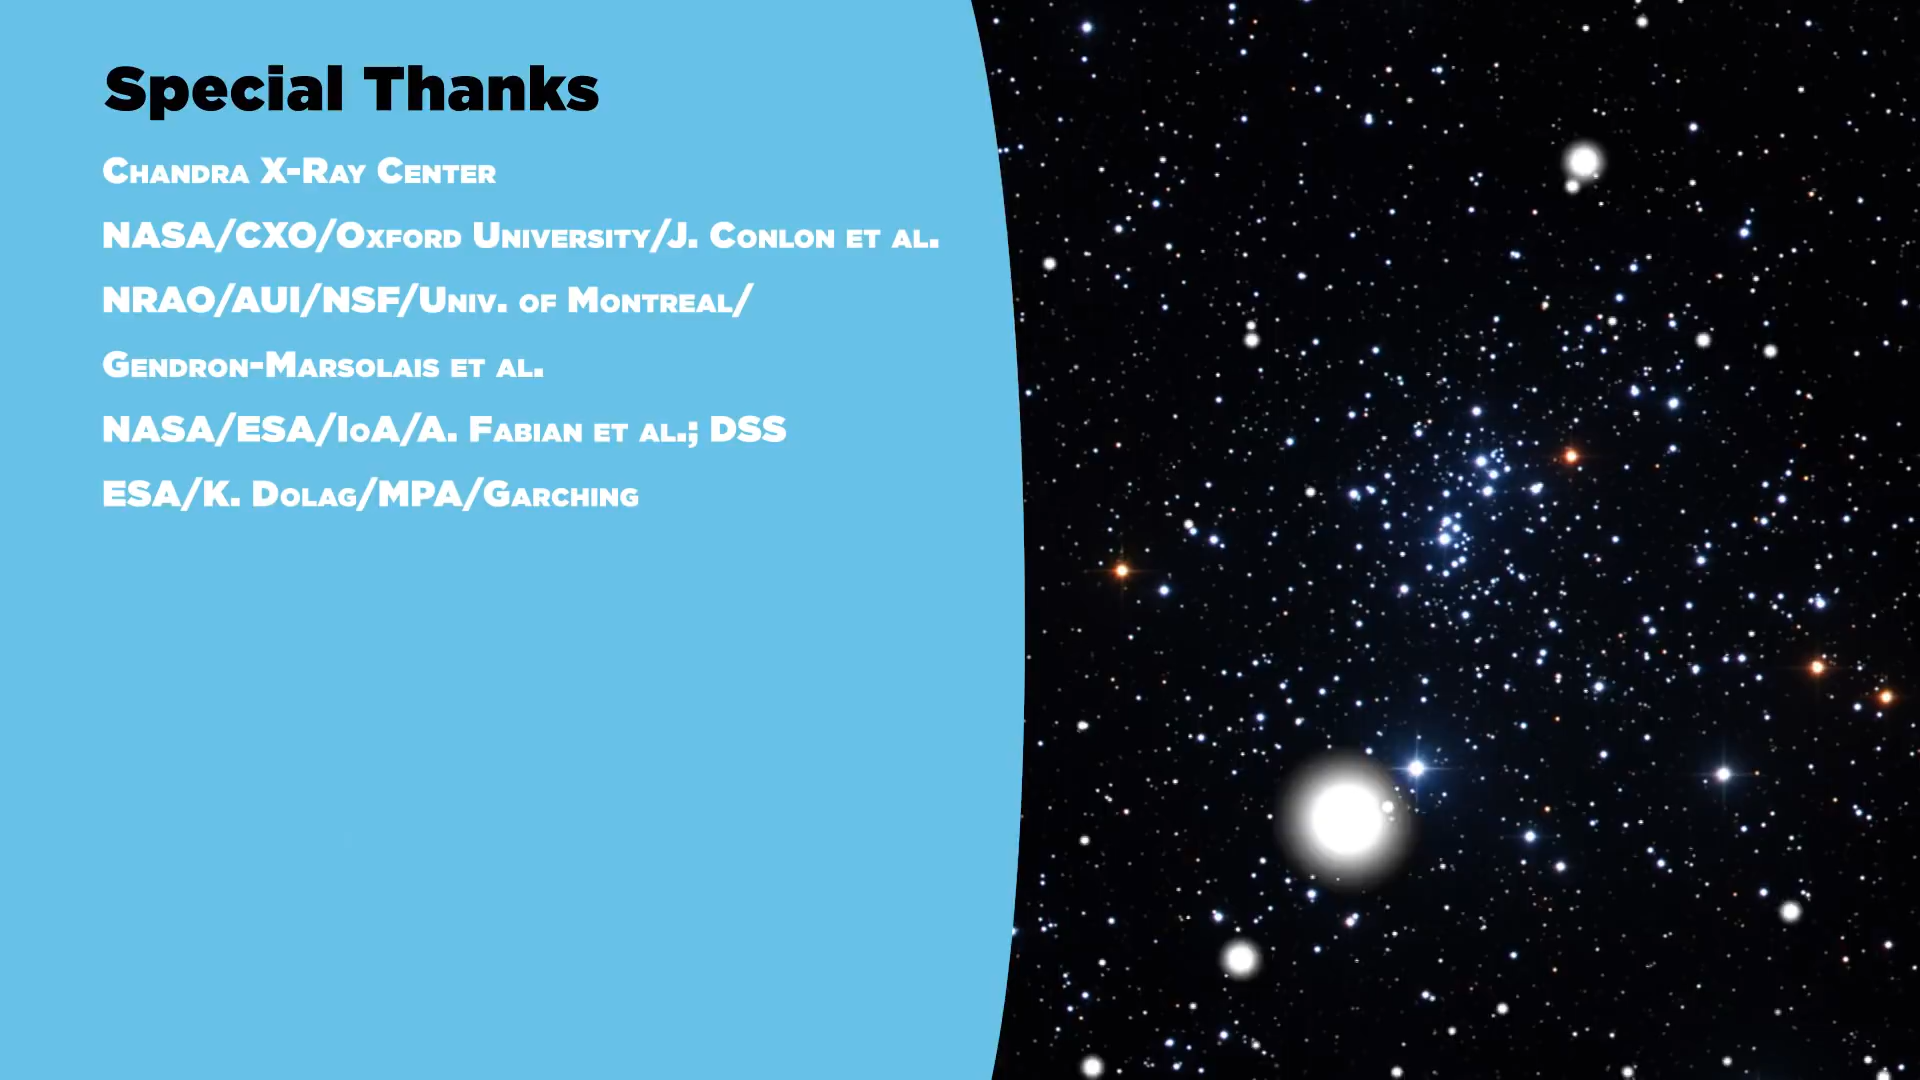 Special Thanks
Chandra X-Ray Center
NASA/CXO/Oxford University/J. Conlon et al.
NRAO/AUI/NSF/Univ. of Montreal/
Gendron-Marsolais et al.
NASA/ESA/IoA/A. Fabian et al.; DSS
ESA/K. Dolag/MPA/Garching